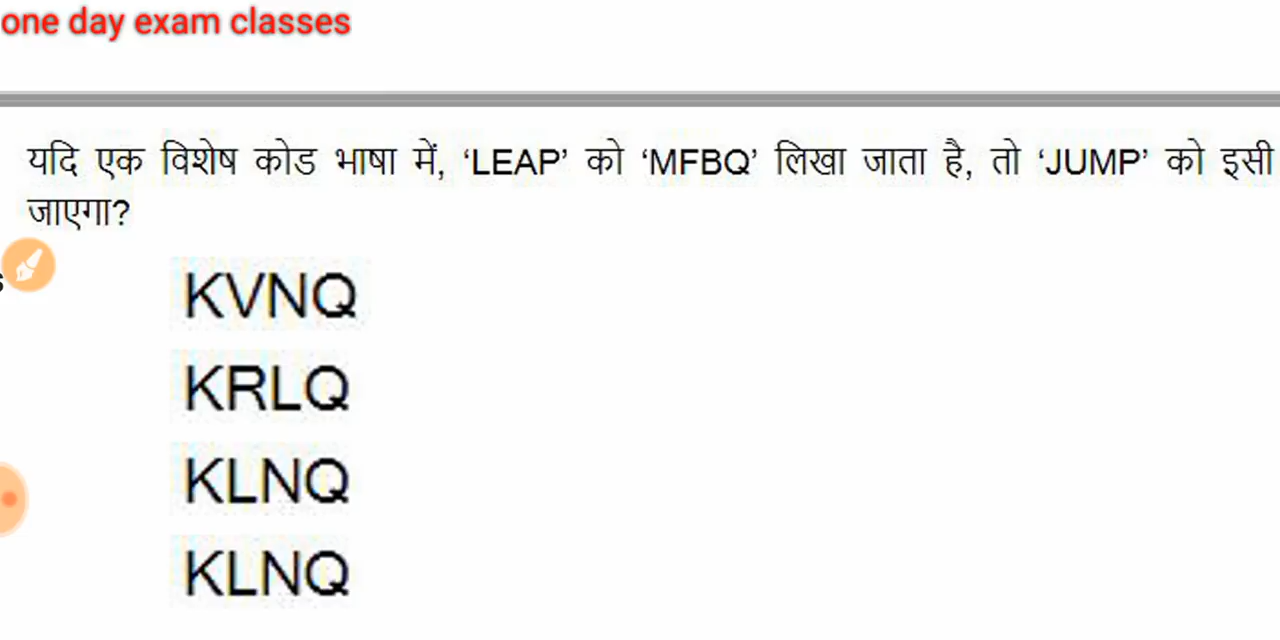 one day exam classes
यदि एक विशेष कोड भाषा में, ‘LEAP’ को ‘MFBQ’ लिखा जाता है, तो ‘JUMP’ को इसी
जाएगा?
KVNQ
KRLQ
KLNQ
KLNQ